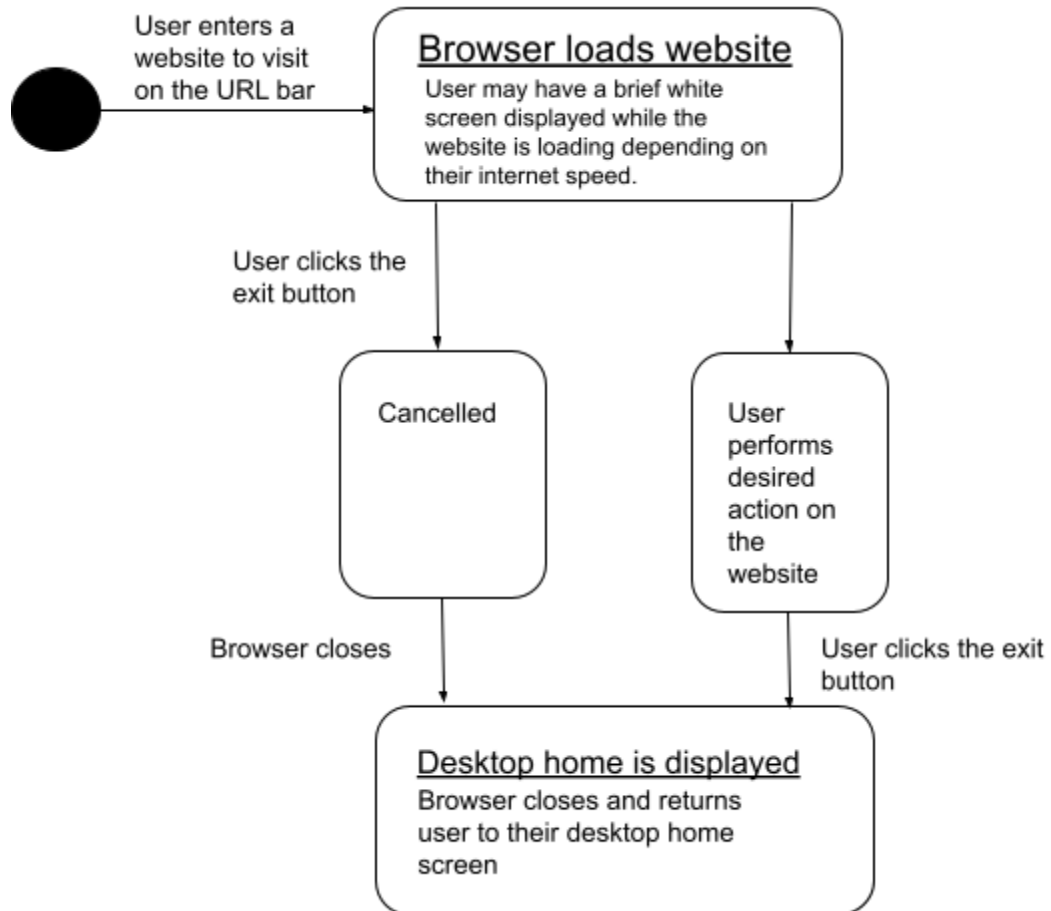 User enters a
website to visit
on the URL bar
Browser loads website
User may have a brief white
screen displayed while the
website is loading depending on
their internet speed.
User clicks the
exit button
Cancelled
User
performs
desired
action on
the
website
Browser closes
User clicks the exit
button
Desktop home is displayed
Browser closes and returns
user to their desktop home
screen